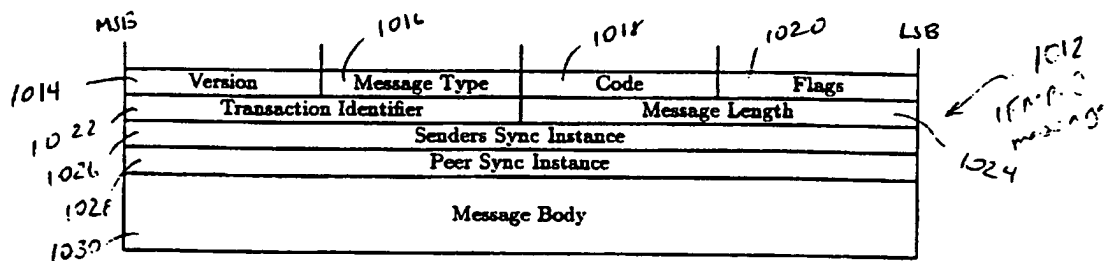 MSB 1016 1018 1020 LSB
1014 Version Message Type Code Flags 1012
1022 Transaction Identifier Message Length 1024
1026 Senders Sync Instance
1028 Peer Sync Instance
1030 Message Body
message